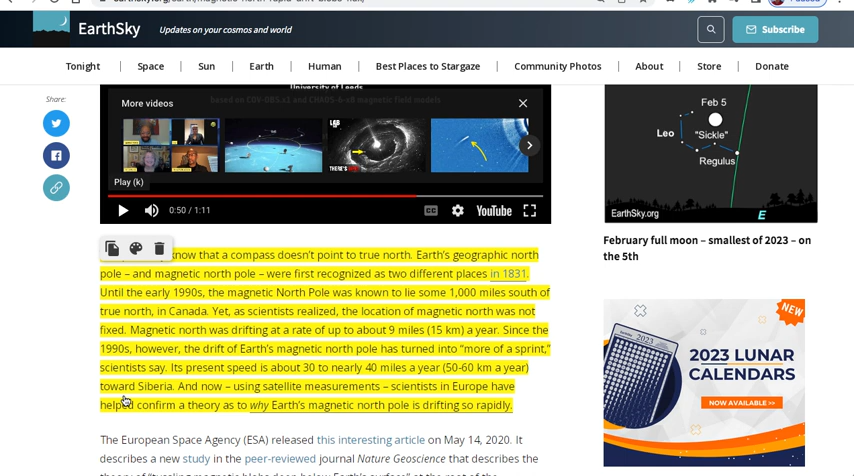 EarthSky
Updates on your cosmos and world
Subscribe
Tonight | Space | Sun | Earth | Human | Best Places to Stargaze | Community Photos | About | Store | Donate
Share:
University of Leeds
based on COV-OBS.x1 and CHAOS-6-x8 magnetic field models
More videos
LAB
THERE'S
Play (k)
0:50 / 1:11
CC
YouTube
know that a compass doesn't point to true north. Earth's geographic north
pole – and magnetic north pole – were first recognized as two different places in 1831.
Until the early 1990s, the magnetic North Pole was known to lie some 1,000 miles south of
true north, in Canada. Yet, as scientists realized, the location of magnetic north was not
fixed. Magnetic north was drifting at a rate of up to about 9 miles (15 km) a year. Since the
1990s, however, the drift of Earth's magnetic north pole has turned into "more of a sprint,"
scientists say. Its present speed is about 30 to nearly 40 miles a year (50-60 km a year)
toward Siberia. And now – using satellite measurements – scientists in Europe have
helped confirm a theory as to why Earth's magnetic north pole is drifting so rapidly.
The European Space Agency (ESA) released this interesting article on May 14, 2020. It
describes a new study in the peer-reviewed journal Nature Geoscience that describes the
Feb 5
Leo
"Sickle"
Regulus
EarthSky.org
E
February full moon – smallest of 2023 – on
the 5th
NEW
2023
2023 LUNAR
CALENDARS
NOW AVAILABLE >>